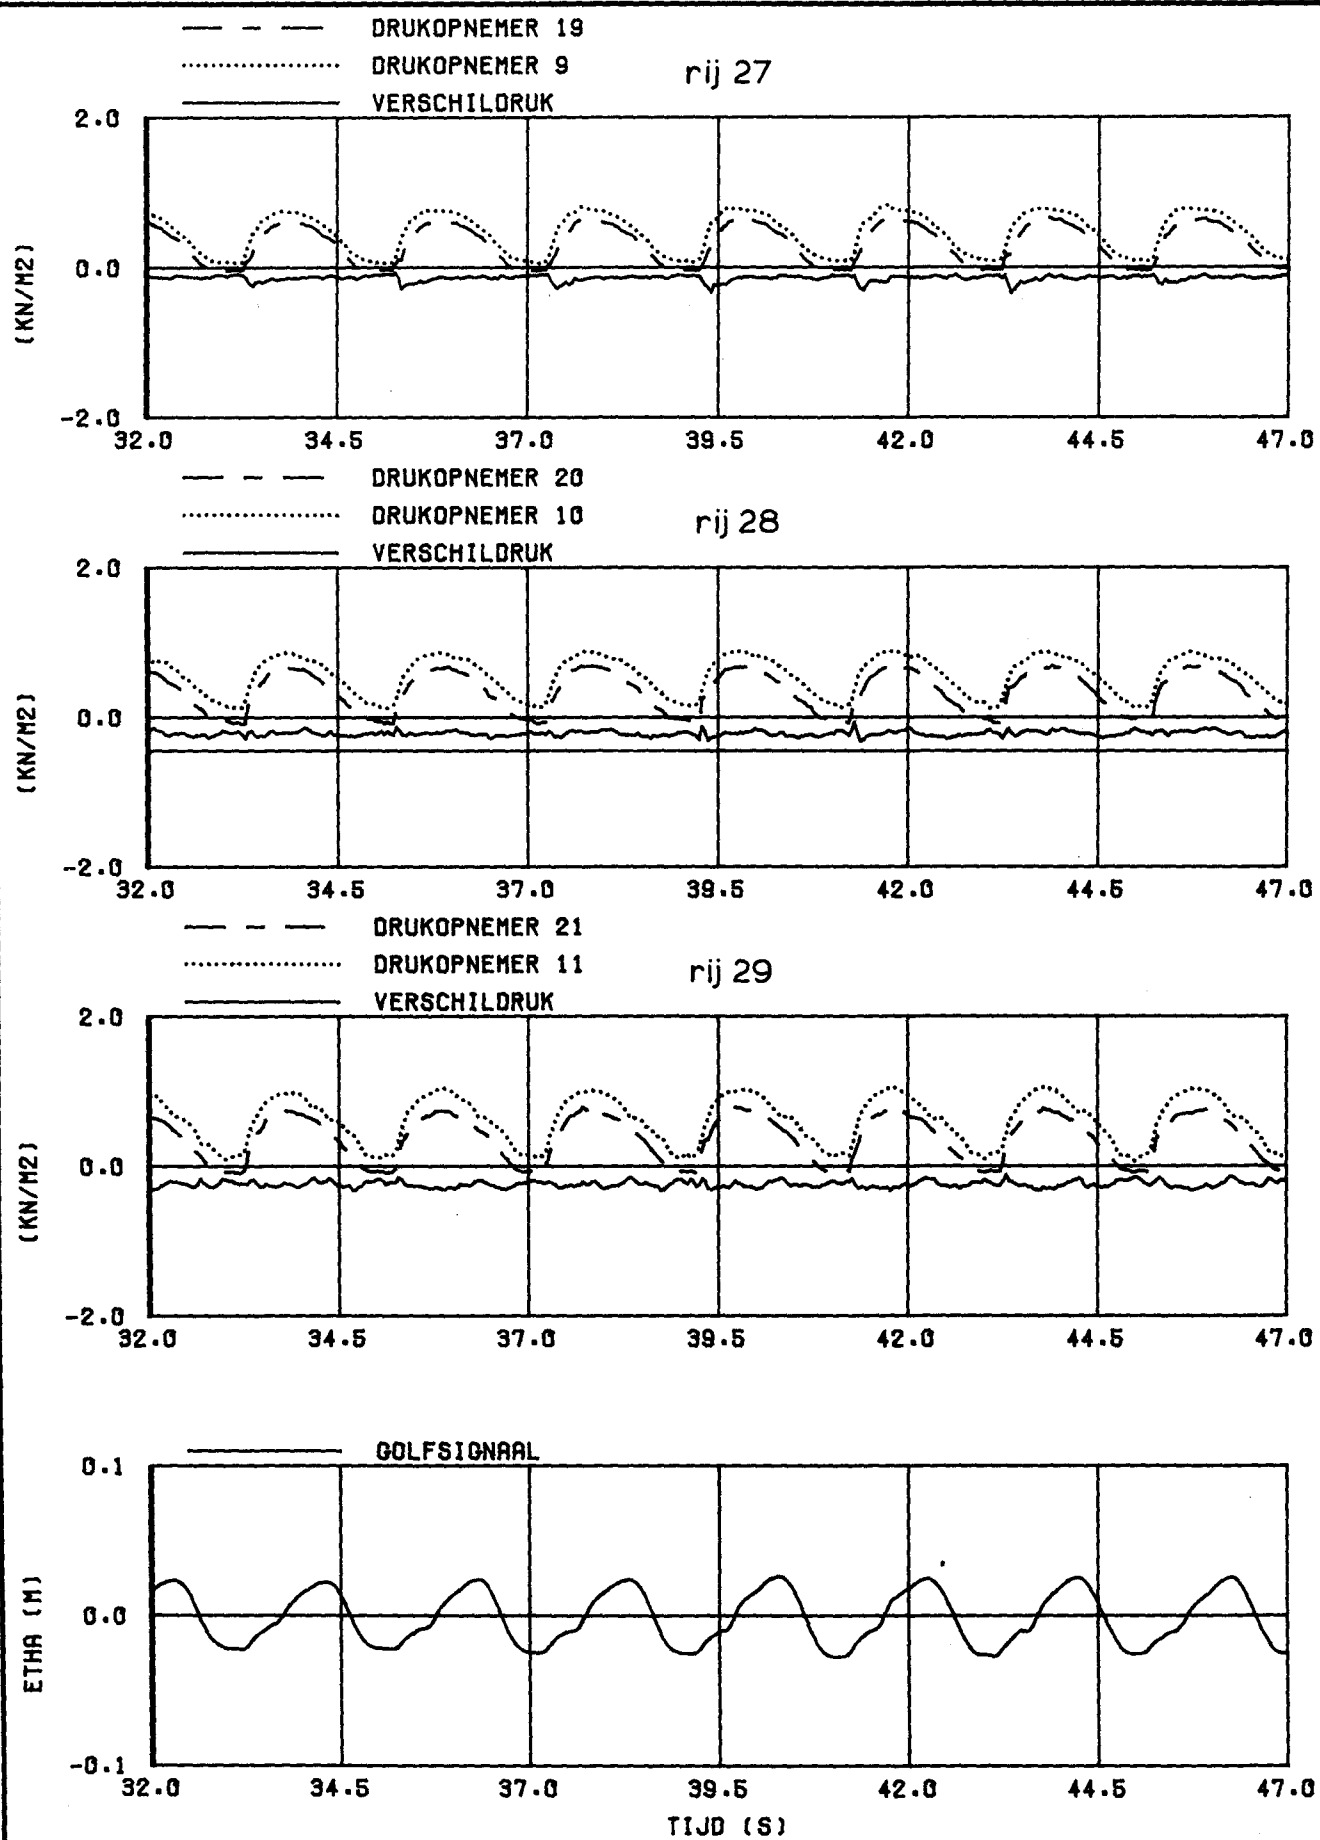 DRUKOPNEMER 19
DRUKOPNEMER 9
rij 27
VERSCHILDRUK
2.0
0.0
(KN/M2)
-2.0
32.0 34.5 37.0 39.5 42.0 44.5 47.0
DRUKOPNEMER 20
DRUKOPNEMER 10
rij 28
VERSCHILDRUK
2.0
0.0
(KN/M2)
-2.0
32.0 34.5 37.0 39.5 42.0 44.5 47.0
DRUKOPNEMER 21
DRUKOPNEMER 11
rij 29
VERSCHILDRUK
2.0
0.0
(KN/M2)
-2.0
32.0 34.5 37.0 39.5 42.0 44.5 47.0
GOLFSIGNAAL
0.1
0.0
ETHA (M)
-0.1
32.0 34.5 37.0 39.5 42.0 44.5 47.0
TIJD (S)